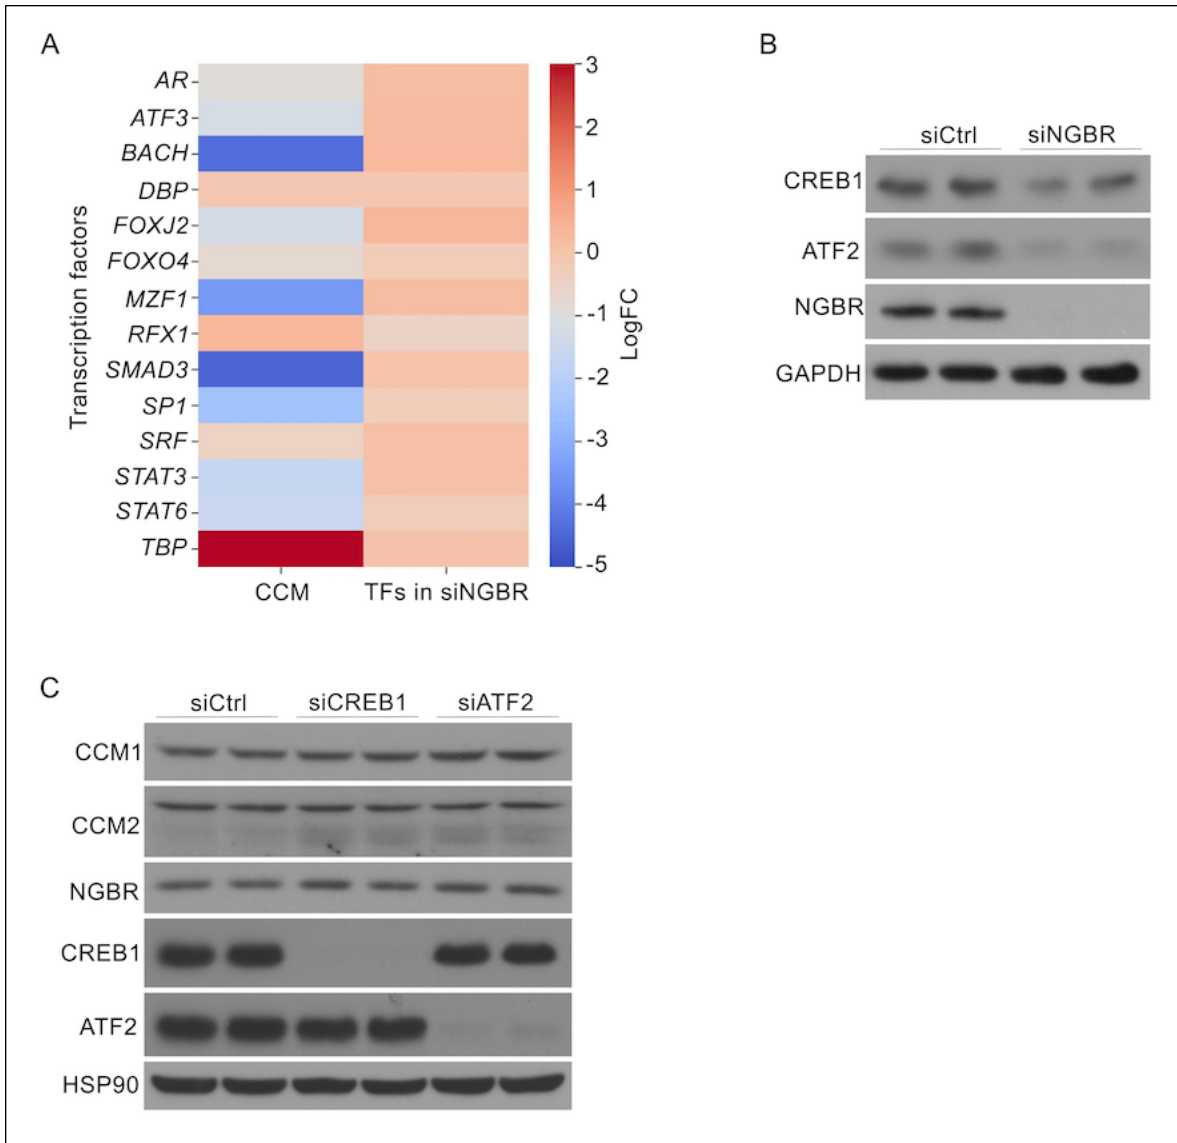 A
Transcription factors
AR
ATF3
BACH
DBP
FOXJ2
FOXO4
MZF1
RFX1
SMAD3
SP1
SRF
STAT3
STAT6
TBP
CCM
TFs in siNGBR
3
2
1
0
-1
-2
-3
-4
-5
LogFC
B
siCtrl siNGBR
CREB1
ATF2
NGBR
GAPDH
C
siCtrl siCREB1 siATF2
CCM1
CCM2
NGBR
CREB1
ATF2
HSP90